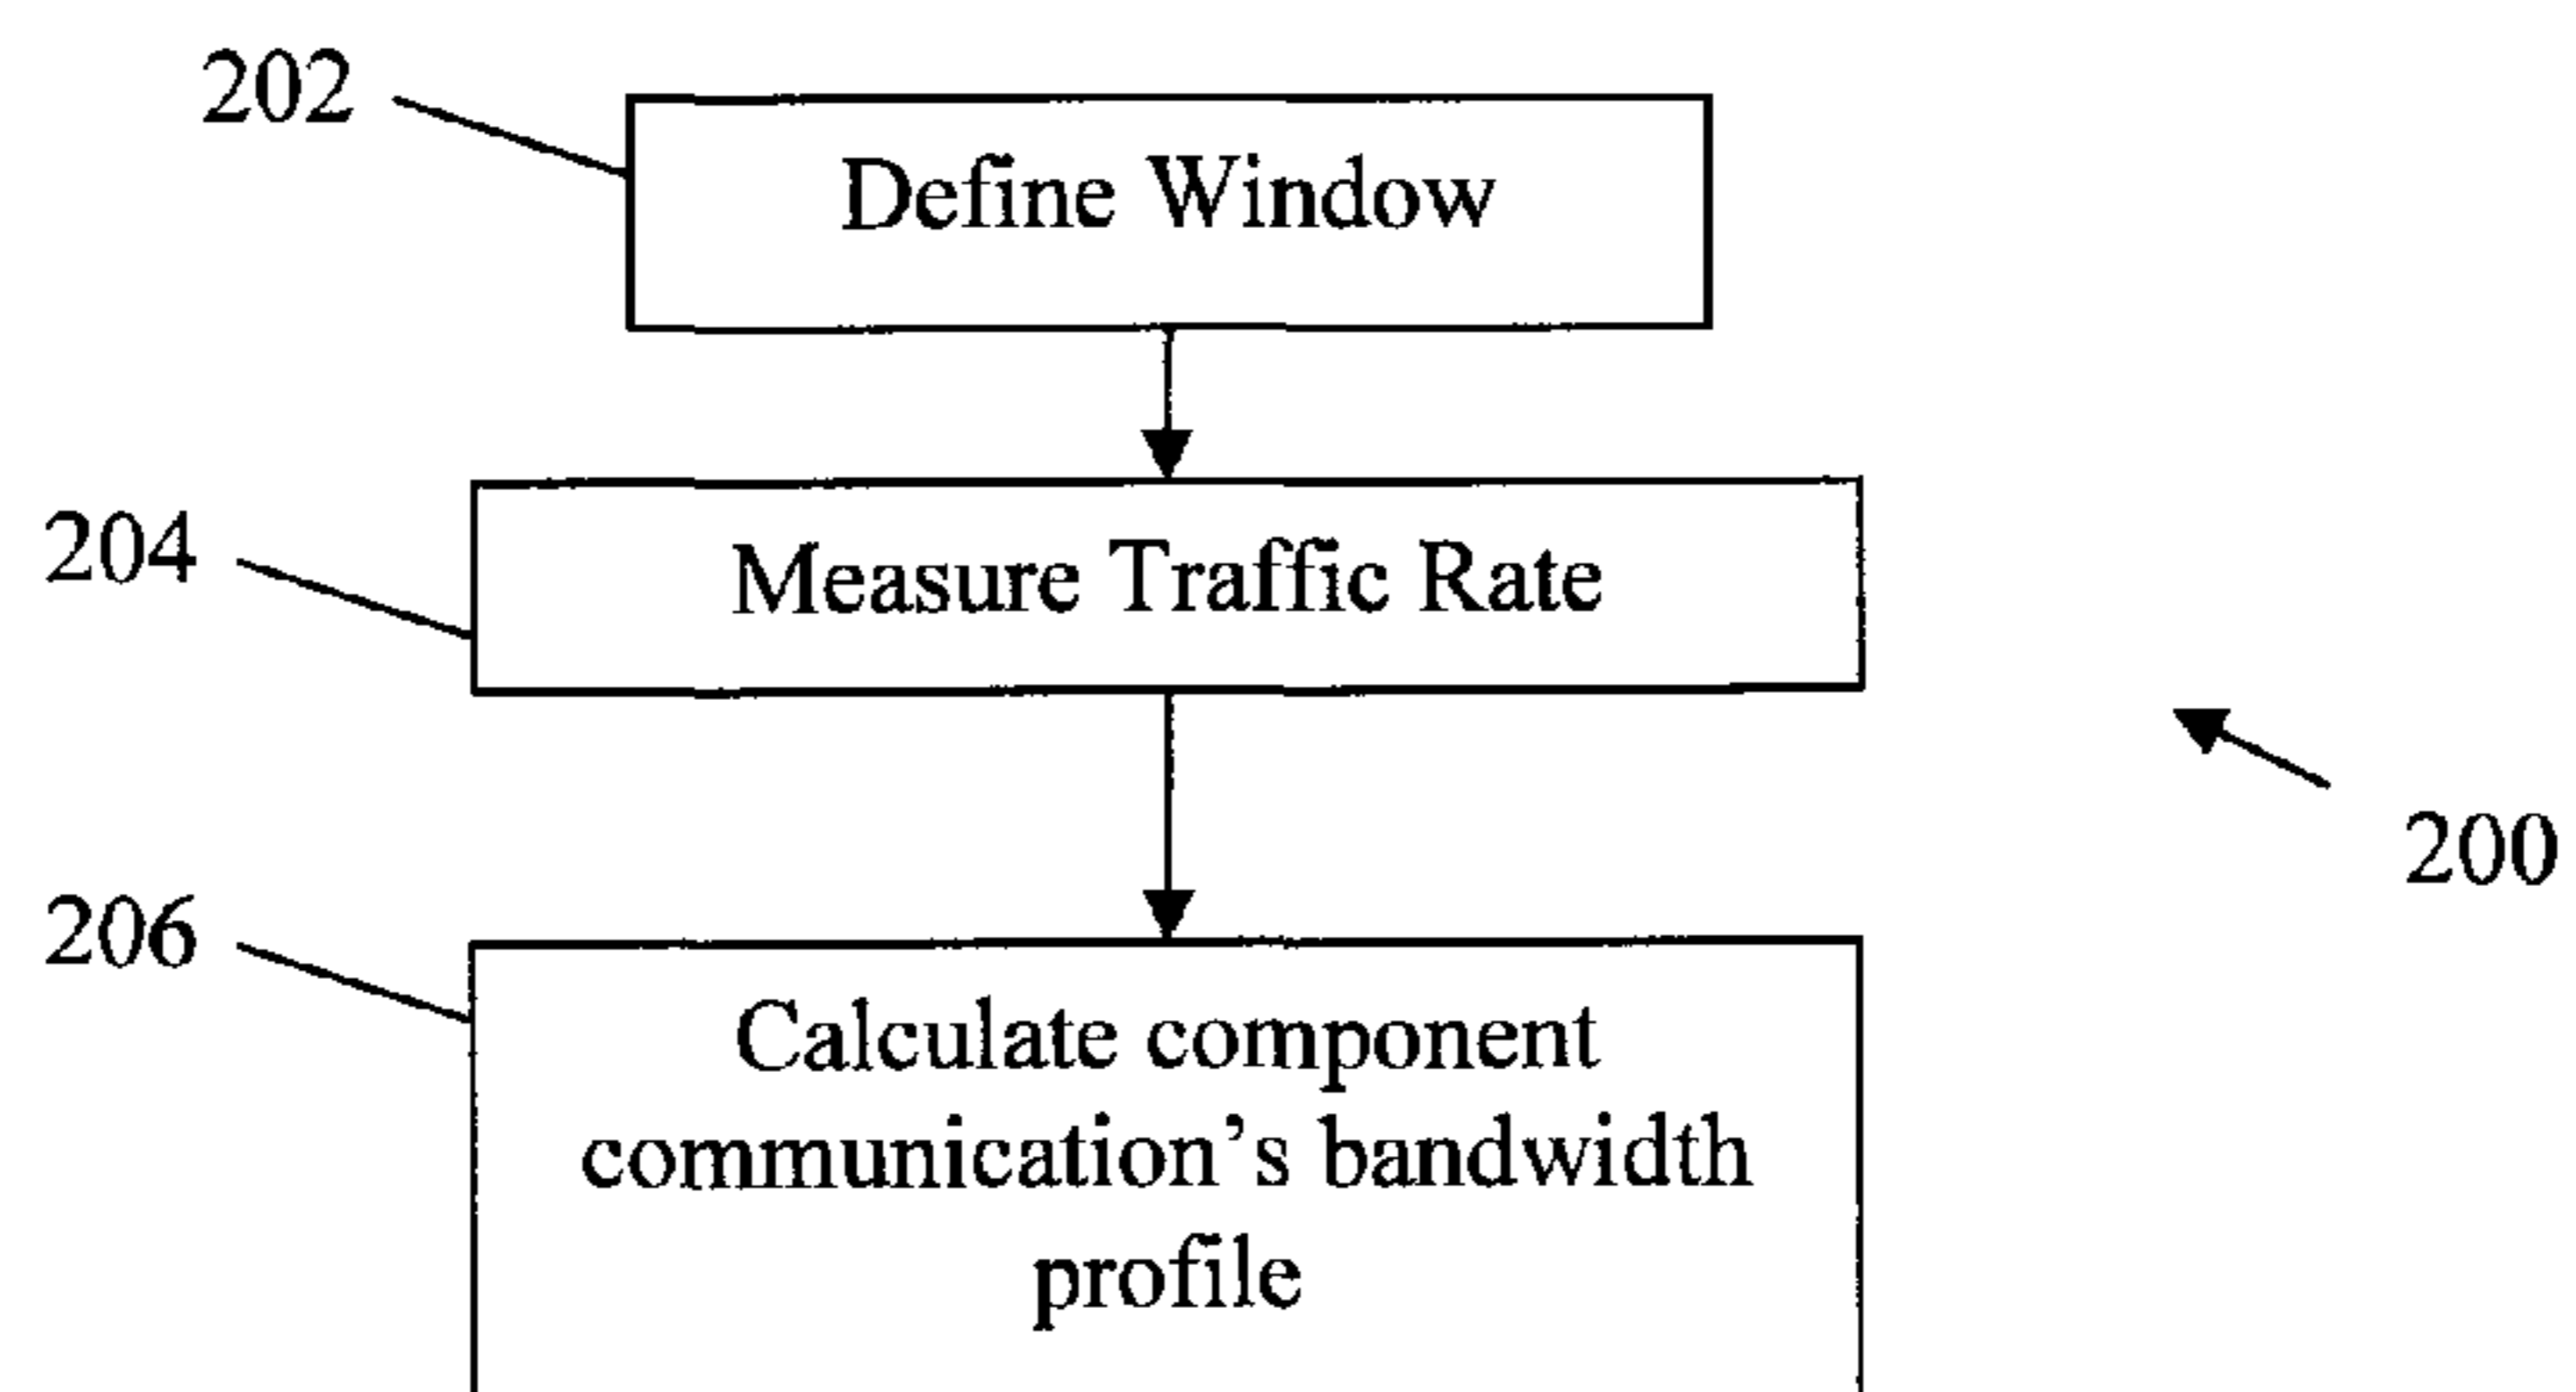 202
Define Window
204
Measure Traffic Rate
200
206
Calculate component
communication’s bandwidth
profile